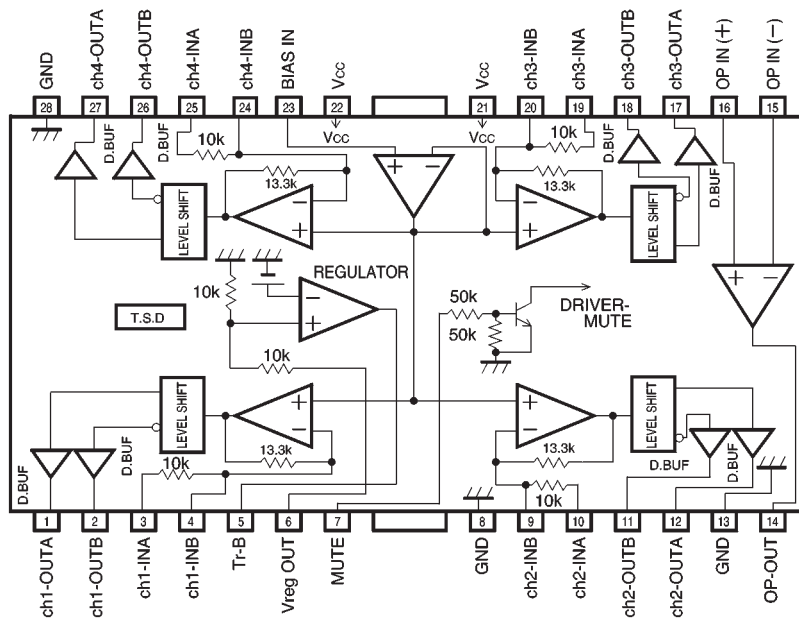 GND
ch4-OUTA
ch4-OUTB
ch4-INA
ch4-INB
BIAS IN
Vcc
Vcc
ch3-INB
ch3-INA
ch3-OUTB
ch3-OUTA
OP IN (+)
OP IN (−)
28
27
26
25
24
23
22
21
20
19
18
17
16
15
D.BUF
D.BUF
10k
Vcc
Vcc
10k
D.BUF
D.BUF
13.3k
13.3k
LEVEL SHIFT
LEVEL SHIFT
−
+
+
−
−
+
+
−
REGULATOR
10k
−
+
T.S.D
10k
50k
50k
DRIVER-
MUTE
LEVEL SHIFT
LEVEL SHIFT
+
−
+
−
13.3k
13.3k
10k
10k
D.BUF
D.BUF
D.BUF
D.BUF
1
2
3
4
5
6
7
8
9
10
11
12
13
14
ch1-OUTA
ch1-OUTB
ch1-INA
ch1-INB
Tr-B
Vreg OUT
MUTE
GND
ch2-INB
ch2-INA
ch2-OUTB
ch2-OUTA
GND
OP-OUT